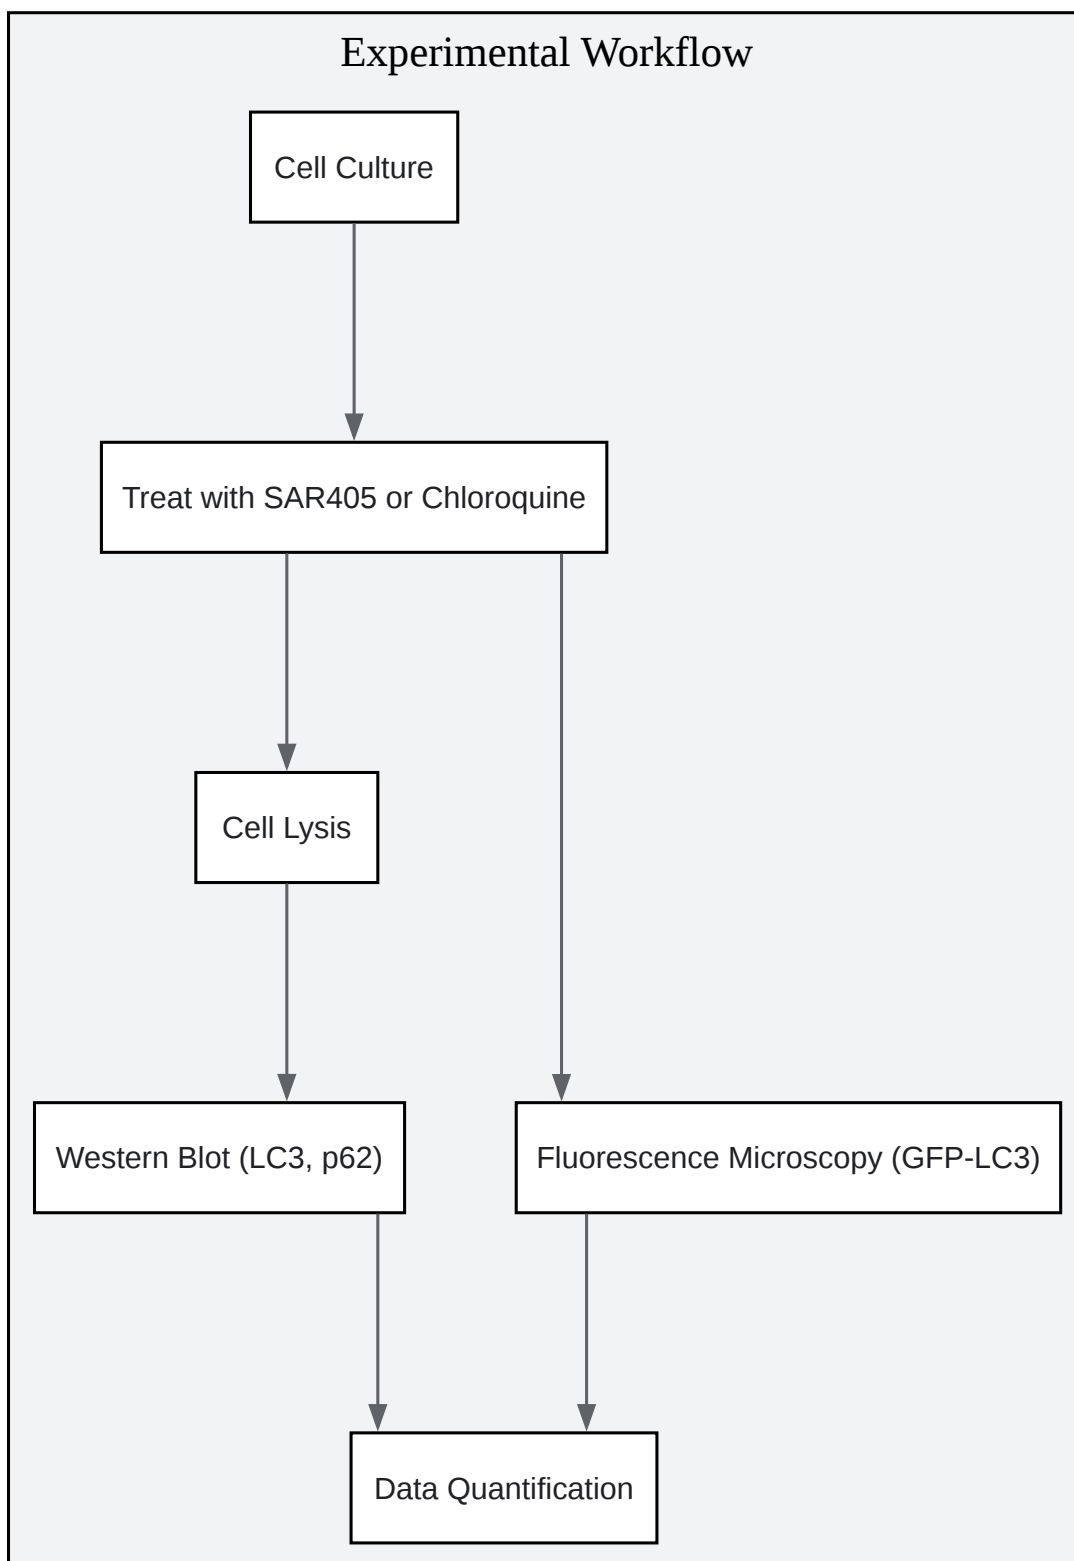 Experimental Workflow
Cell Culture
Treat with SAR405 or Chloroquine
Cell Lysis
Western Blot (LC3, p62)
Fluorescence Microscopy (GFP-LC3)
Data Quantification